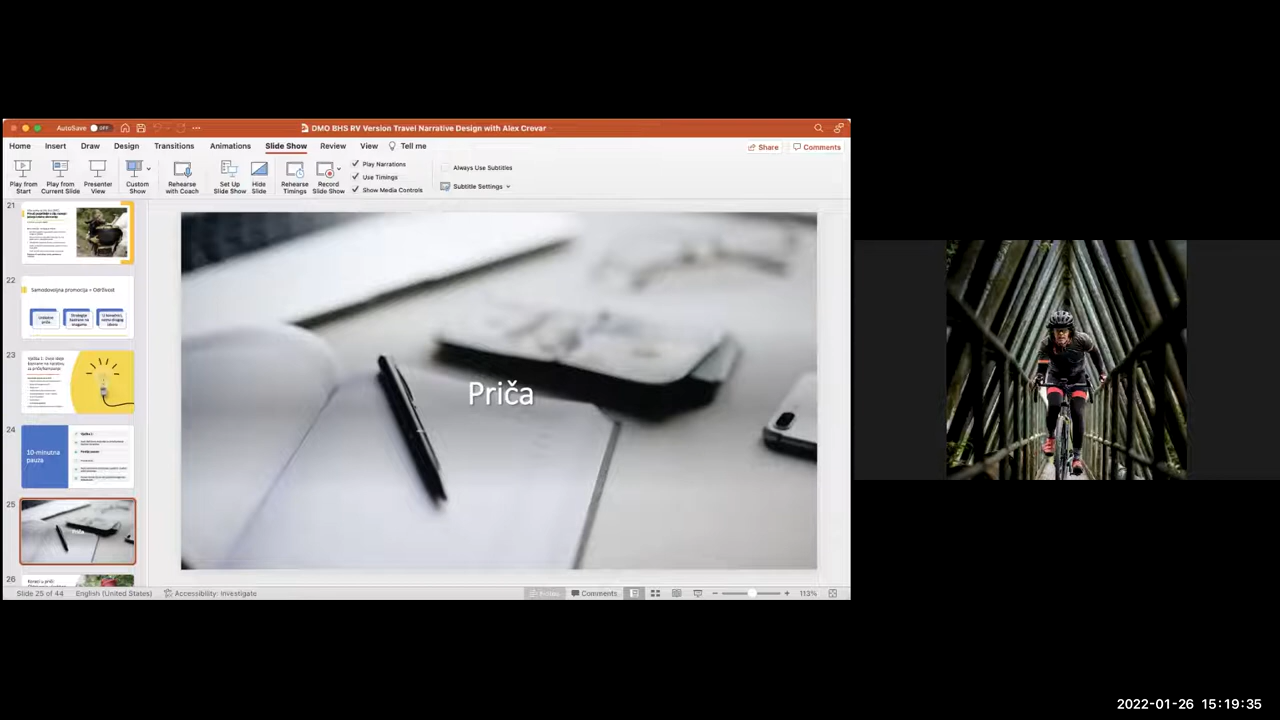 AutoSave OFF
DMO BHS RV Version Travel Narrative Design with Alex Crevar
Home Insert Draw Design Transitions Animations Slide Show Review View Tell me
Share Comments
Play from Start
Play from Current Slide
Presenter View
Custom Show
Rehearse with Coach
Set Up Slide Show
Hide Slide
Rehearse Timings
Record Slide Show
Play Narrations
Use Timings
Show Media Controls
Always Use Subtitles
Subtitle Settings
21
22
Samodovoljna promocija = Održivost
23
24
10-minutna
pauza
25
Priča
26
Priča
Slide 25 of 44 English (United States) Accessibility: Investigate
Notes Comments 113%
2022-01-26 15:19:35